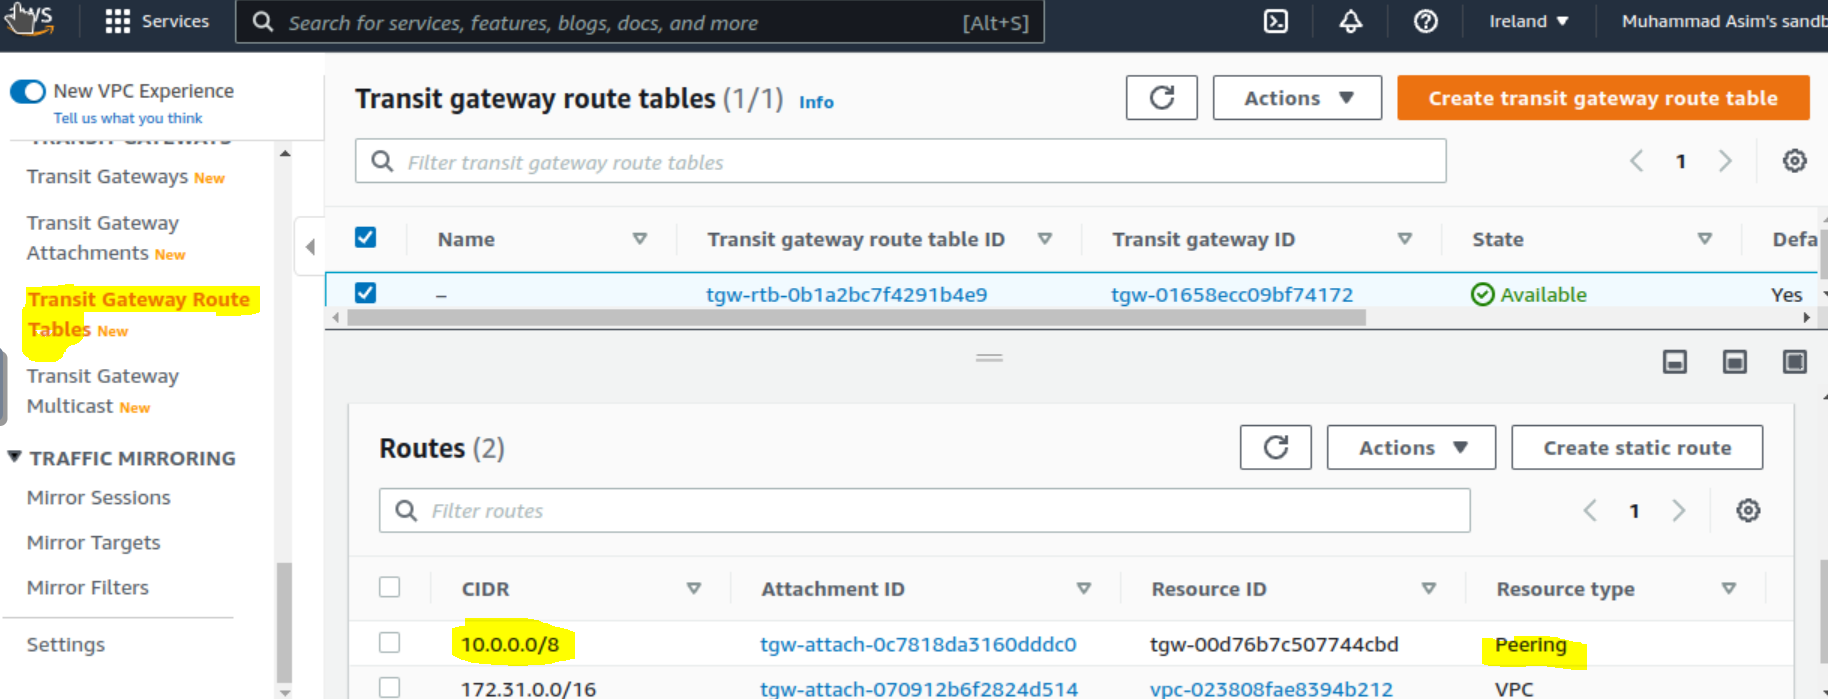 aws
Services
Search for services, features, blogs, docs, and more
[Alt+S]
Ireland
Muhammad Asim's sandb
New VPC Experience
Tell us what you think
TRANSIT GATEWAYS
Transit Gateways New
Transit Gateway
Attachments New
Transit Gateway Route
Tables New
Transit Gateway
Multicast New
TRAFFIC MIRRORING
Mirror Sessions
Mirror Targets
Mirror Filters
Settings
Transit gateway route tables (1/1) Info
Actions
Create transit gateway route table
Filter transit gateway route tables
1
Name
Transit gateway route table ID
Transit gateway ID
State
Defa
–
tgw-rtb-0b1a2bc7f4291b4e9
tgw-01658ecc09bf74172
Available
Yes
Routes (2)
Actions
Create static route
Filter routes
1
CIDR
Attachment ID
Resource ID
Resource type
10.0.0.0/8
tgw-attach-0c7818da3160dddc0
tgw-00d76b7c507744cbd
Peering
172.31.0.0/16
tgw-attach-070912b6f2824d514
vpc-023808fae8394b212
VPC